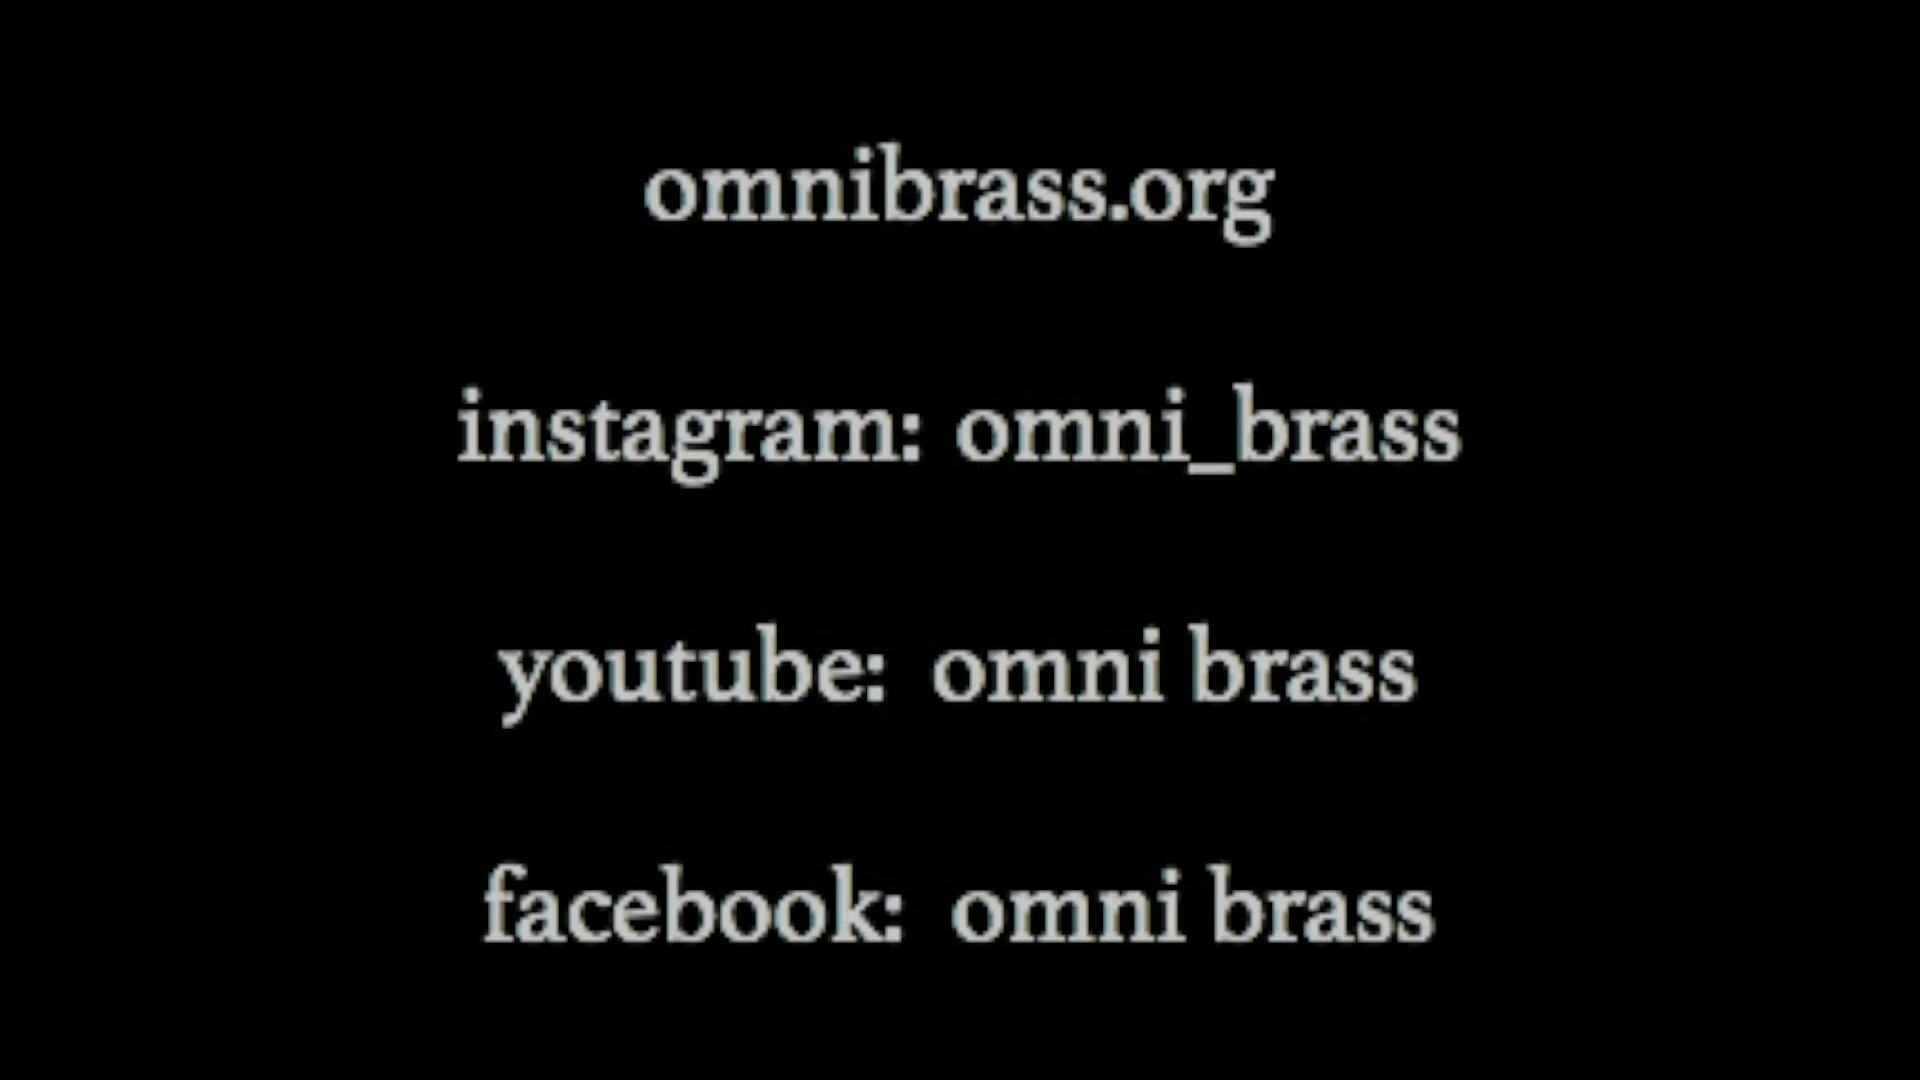 omnibrass.org
instagram: omni_brass
youtube: omni brass
facebook: omni brass